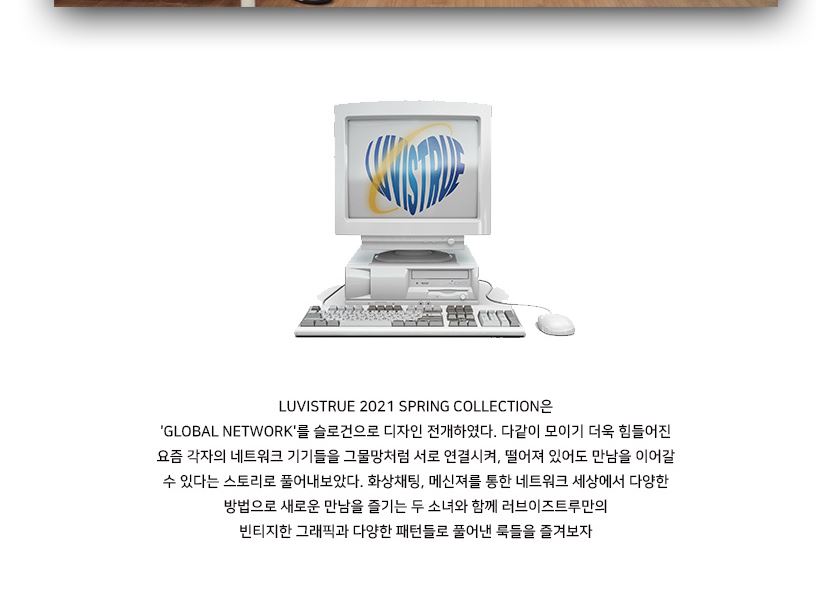 LUVISTRUE
LUVISTRUE 2021 SPRING COLLECTION은
'GLOBAL NETWORK'를 슬로건으로 디자인 전개하였다. 다같이 모이기 더욱 힘들어진
요즘 각자의 네트워크 기기들을 그물망처럼 서로 연결시켜, 떨어져 있어도 만남을 이어갈
수 있다는 스토리로 풀어내보았다. 화상채팅, 메신져를 통한 네트워크 세상에서 다양한
방법으로 새로운 만남을 즐기는 두 소녀와 함께 러브이즈트루만의
빈티지한 그래픽과 다양한 패턴들로 풀어낸 룩들을 즐겨보자